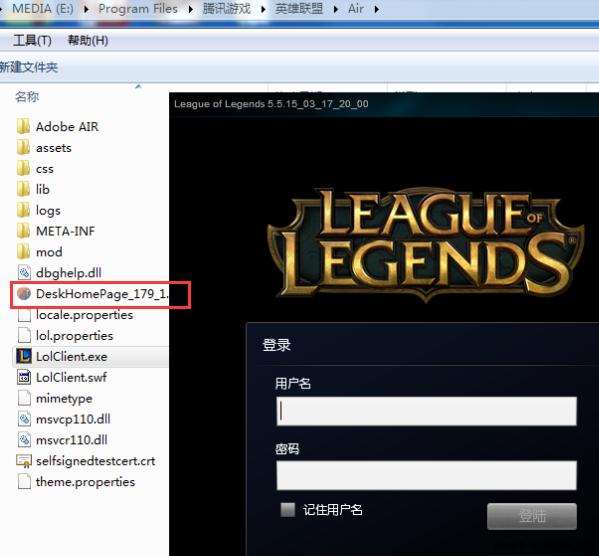 MEDIA (E:) ▸ Program Files ▸ 腾讯游戏 ▸ 英雄联盟 ▸ Air ▸
工具(T) 帮助(H)
新建文件夹
名称
League of Legends 5.5.15_03_17_20_00
Adobe AIR
assets
css
lib
logs
META-INF
mod
dbghelp.dll
DeskHomePage_179_1.
locale.properties
lol.properties
LolClient.exe
LolClient.swf
mimetype
msvcp110.dll
msvcr110.dll
selfsignedtestcert.crt
theme.properties
LEAGUE OF
LEGENDS
登录
用户名
密码
记住用户名
登陆